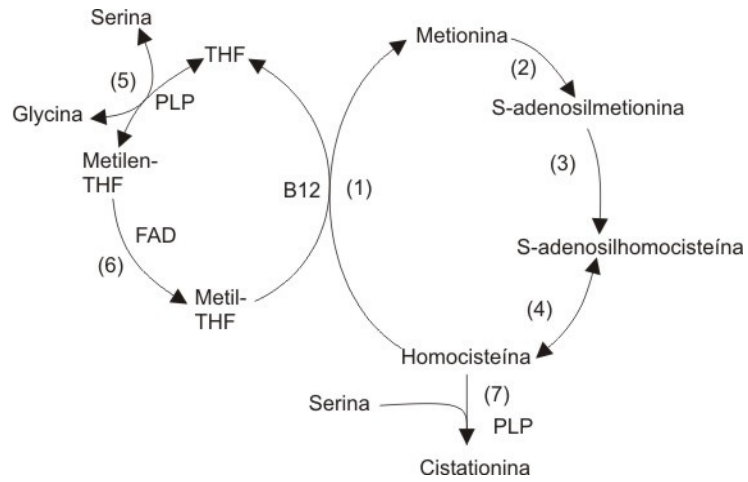 Serina
THF
(5)
PLP
Glycina
Metilen-
THF
FAD
(6)
Metil-
THF
B12
(1)
Metionina
(2)
S-adenosilmetionina
(3)
S-adenosilhomocisteína
(4)
Homocisteína
Serina
(7)
PLP
Cistationina